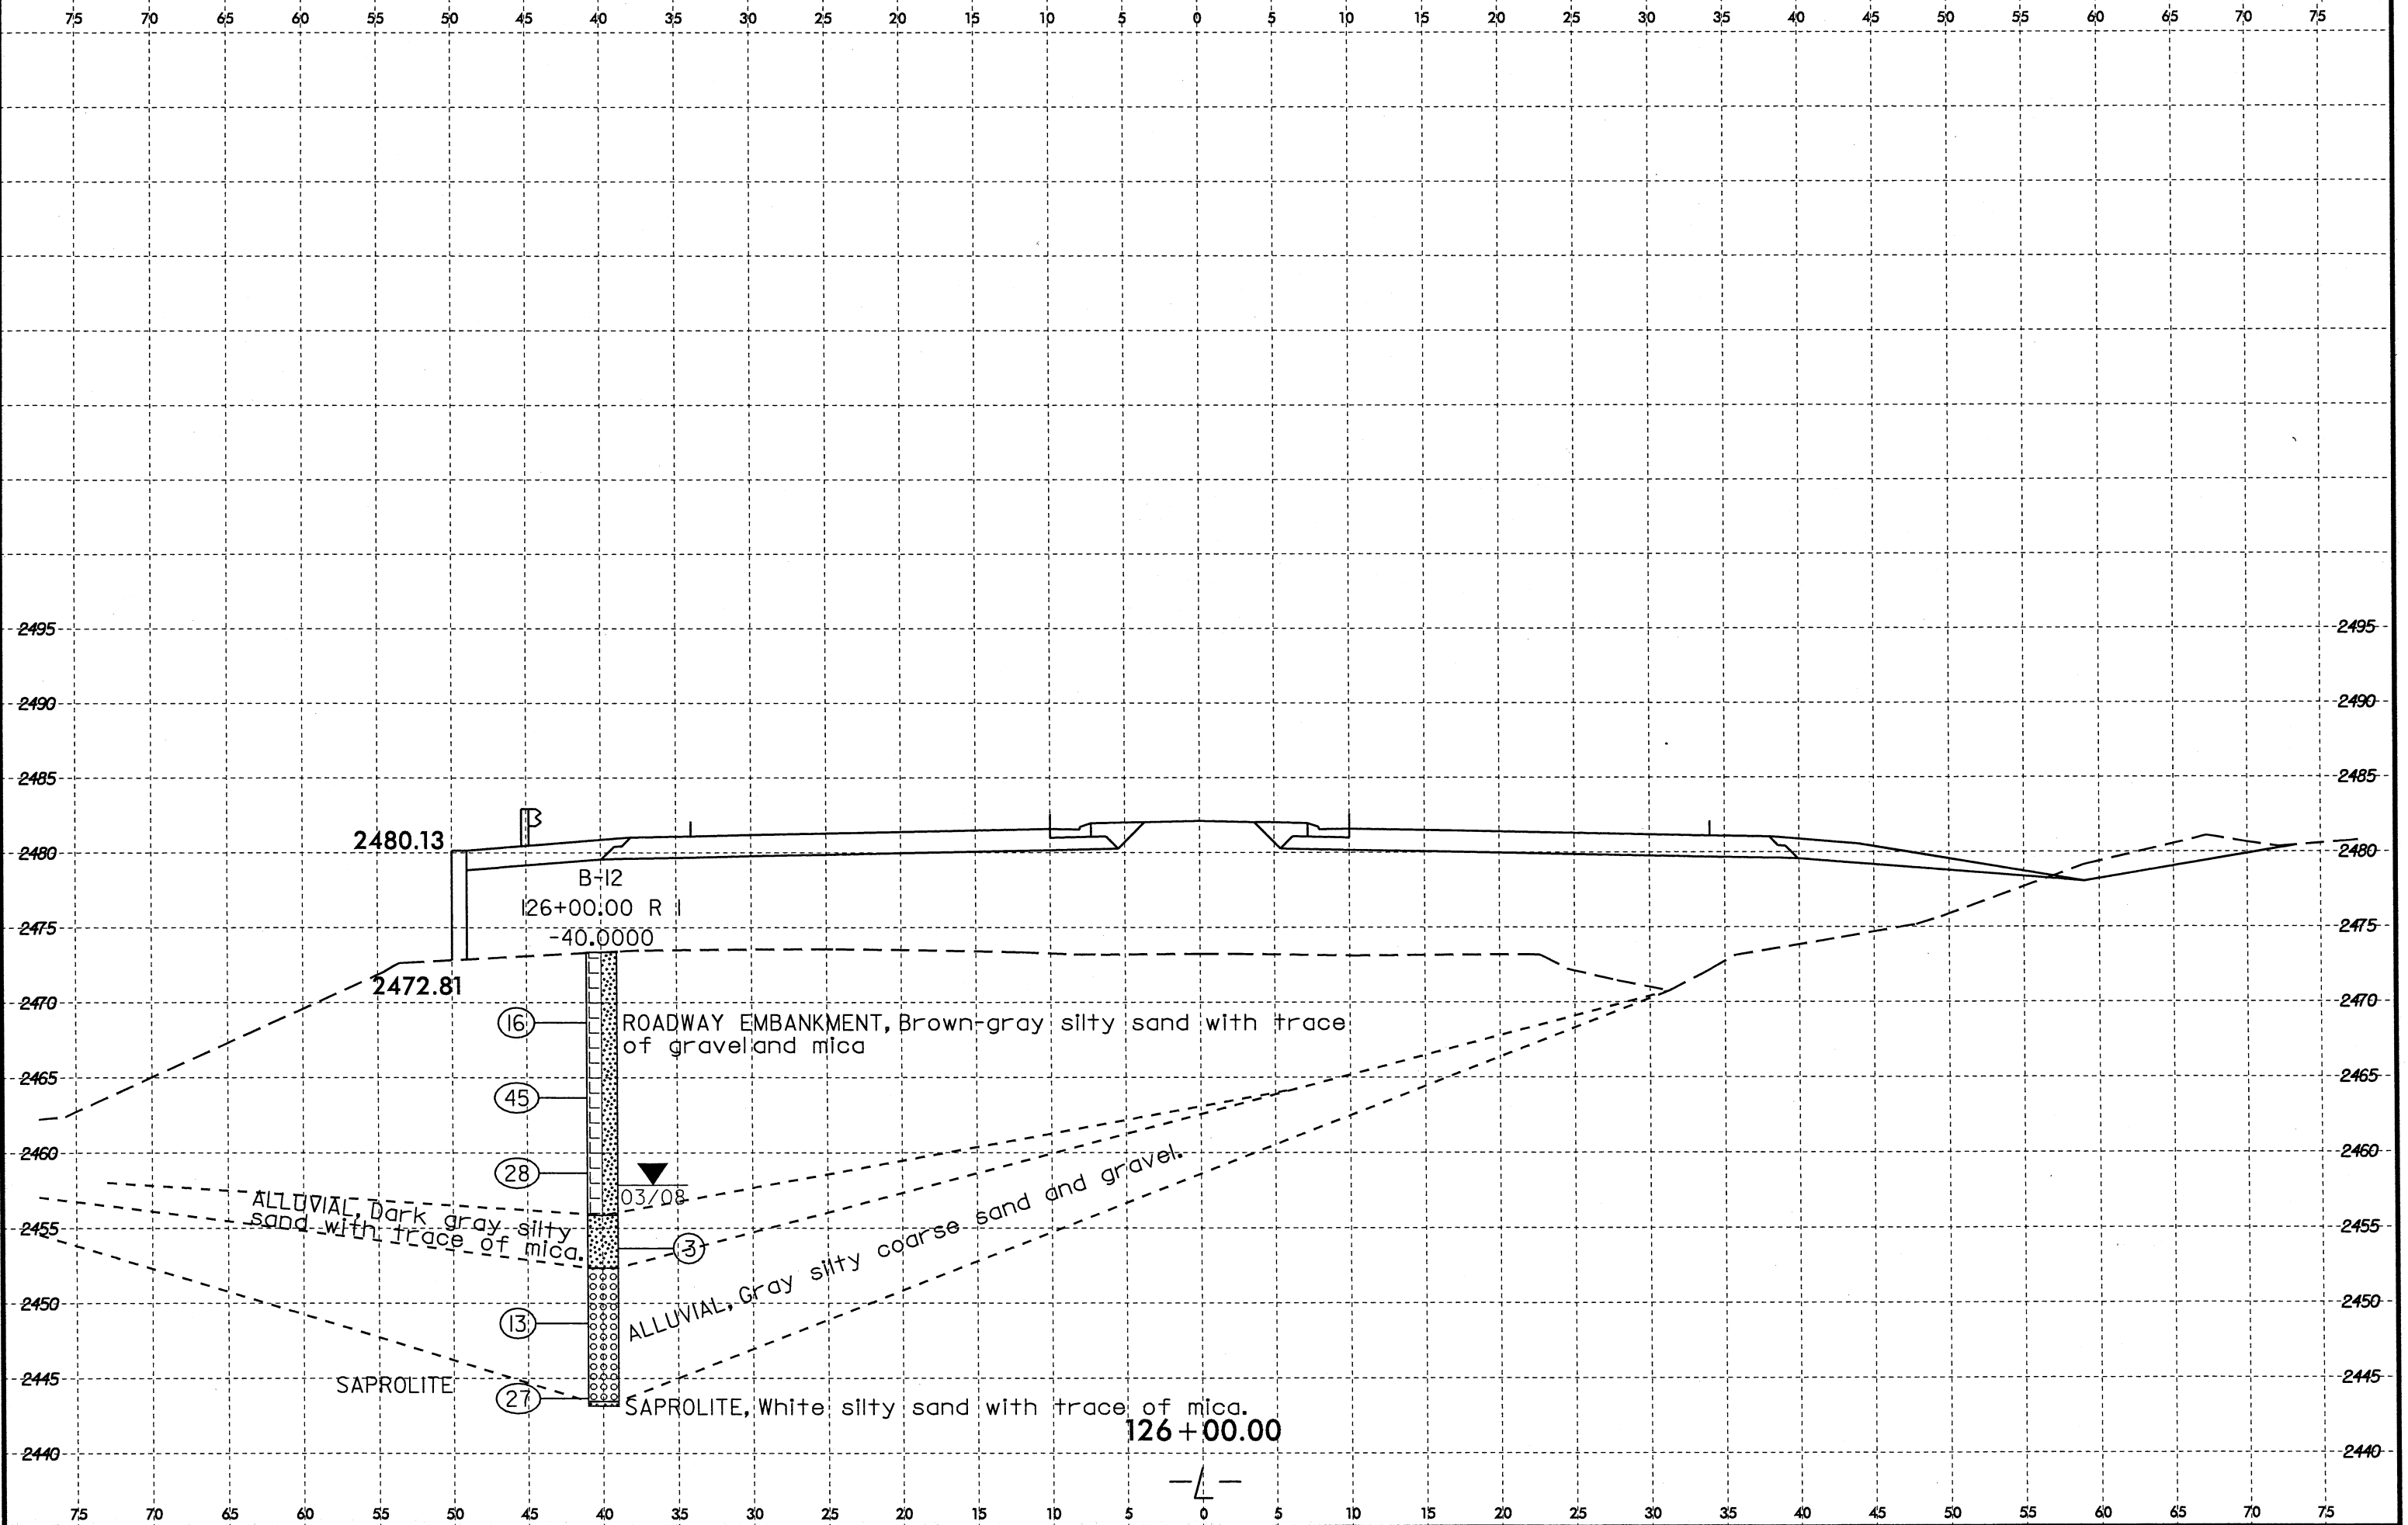 75 70 65 60 55 50 45 40 35 30 25 20 15 10 5 0 5 10 15 20 25 30 35 40 45 50 55 60 65 70 75
2495 2495
2490 2490
2485 2485
2480.13
2480 2480
B-12
126+00.00 R 1
2475 2475
-40.0000
2472.81
2470 2470
16 ROADWAY EMBANKMENT, Brown-gray silty sand with trace
of gravel and mica
2465 2465
45
2460 2460
28
03/08
ALLUVIAL, Dark gray silty
sand with trace of mica.
2455 2455
3
ALLUVIAL, Gray silty coarse sand and gravel.
2450 2450
13
2445 2445
SAPROLITE
27 SAPROLITE, White silty sand with trace of mica.
126+00.00
2440 2440
-L-
75 70 65 60 55 50 45 40 35 30 25 20 15 10 5 0 5 10 15 20 25 30 35 40 45 50 55 60 65 70 75